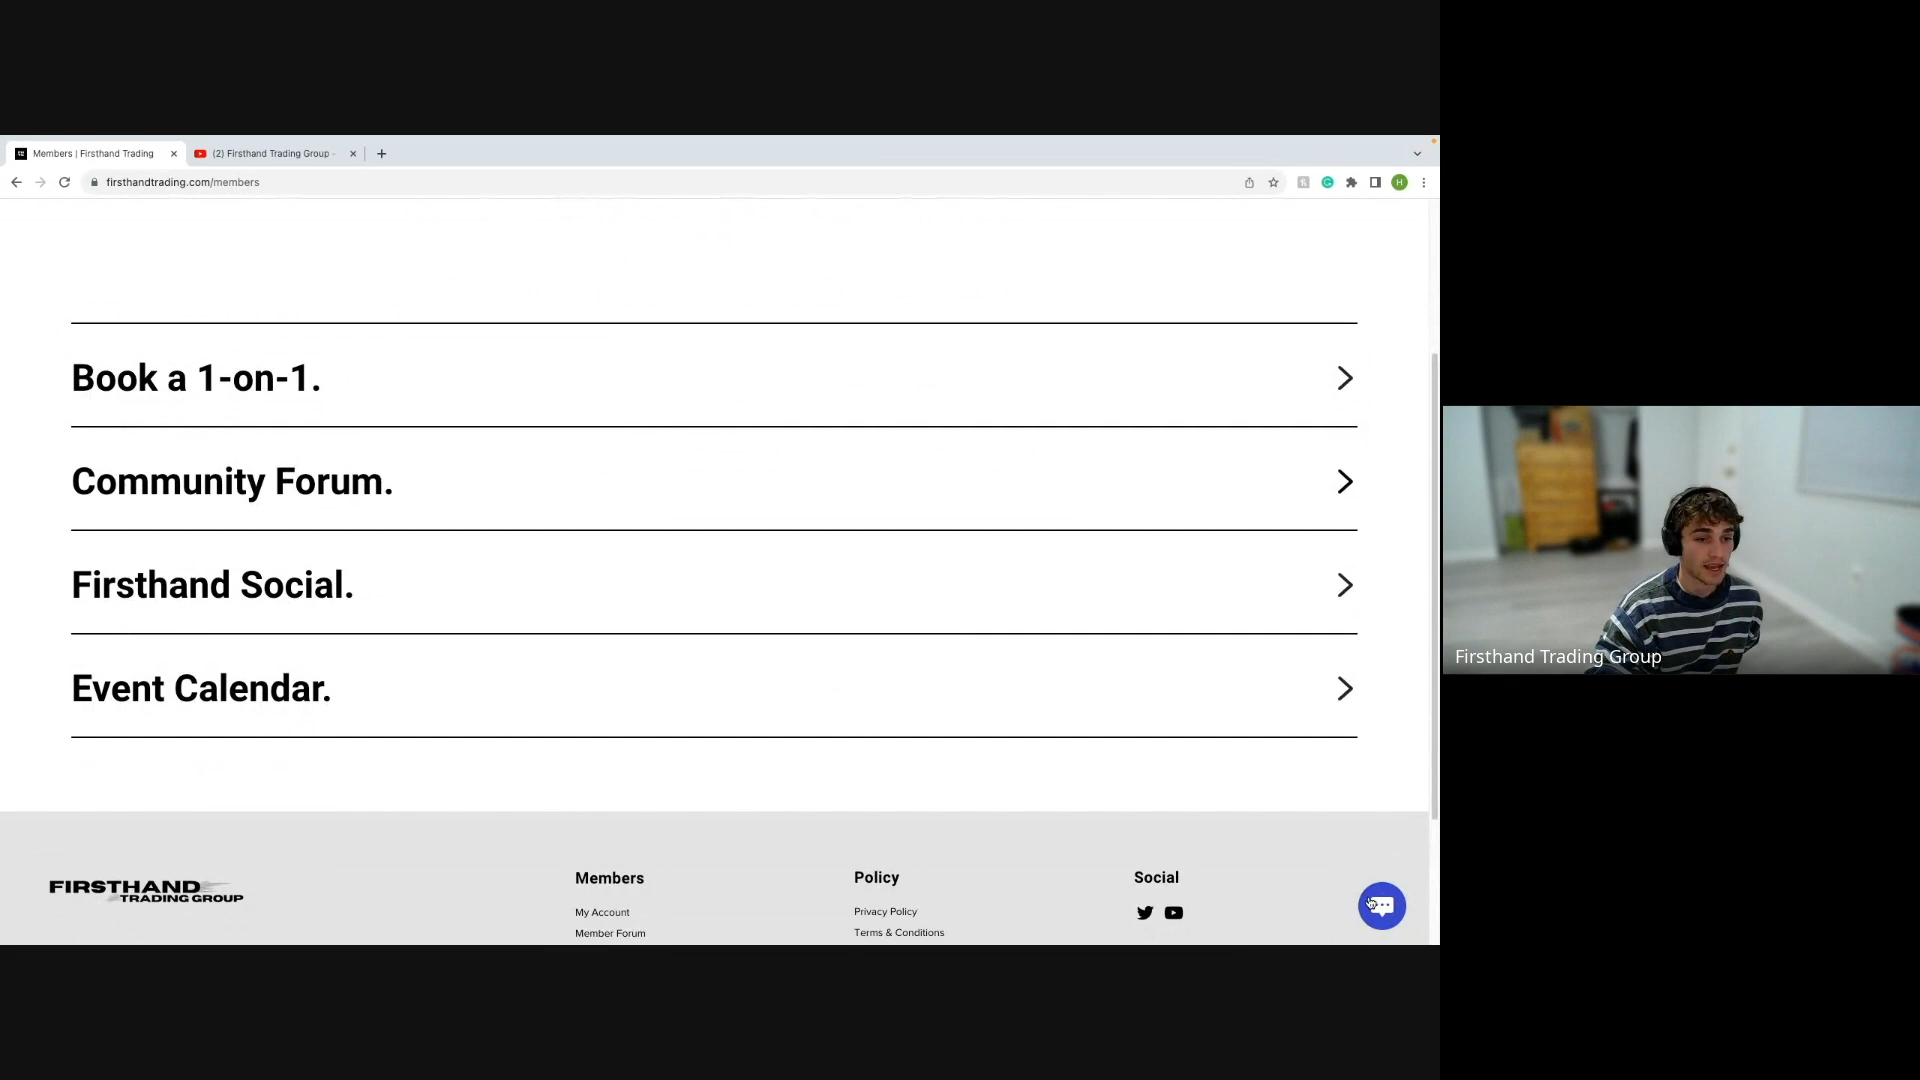 Members | Firsthand Trading
(2) Firsthand Trading Group -
firsthandtrading.com/members
H
Book a 1-on-1.
Community Forum.
Firsthand Social.
Event Calendar.
FIRSTHAND
TRADING GROUP
Members
My Account
Member Forum
Policy
Privacy Policy
Terms & Conditions
Social
Firsthand Trading Group